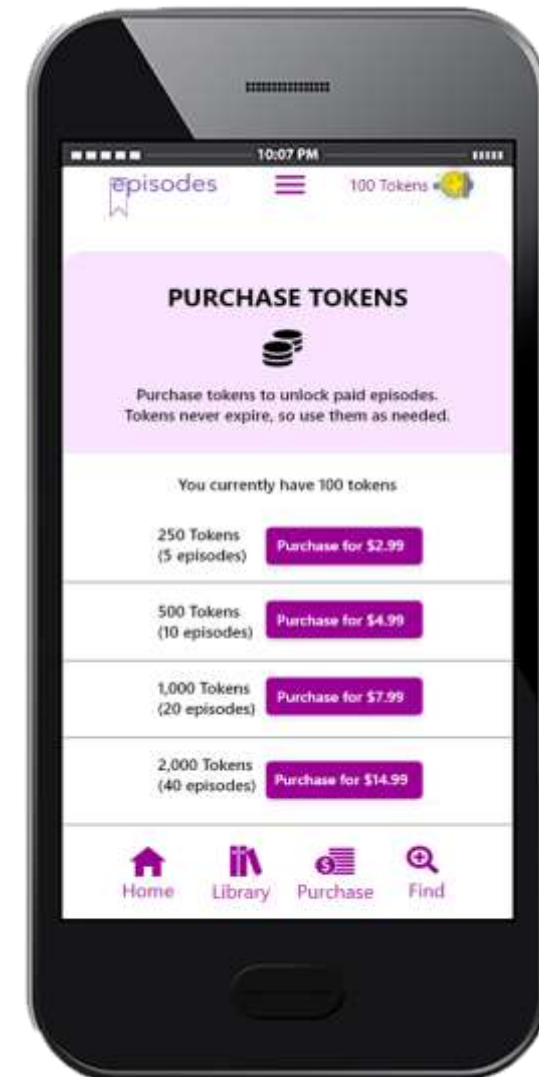 10:07 PM
episodes
100 Tokens
PURCHASE TOKENS
Purchase tokens to unlock paid episodes.
Tokens never expire, so use them as needed.
You currently have 100 tokens
250 Tokens
(5 episodes)
Purchase for $2.99
500 Tokens
(10 episodes)
Purchase for $4.99
1,000 Tokens
(20 episodes)
Purchase for $7.99
2,000 Tokens
(40 episodes)
Purchase for $14.99
Home
Library
Purchase
Find